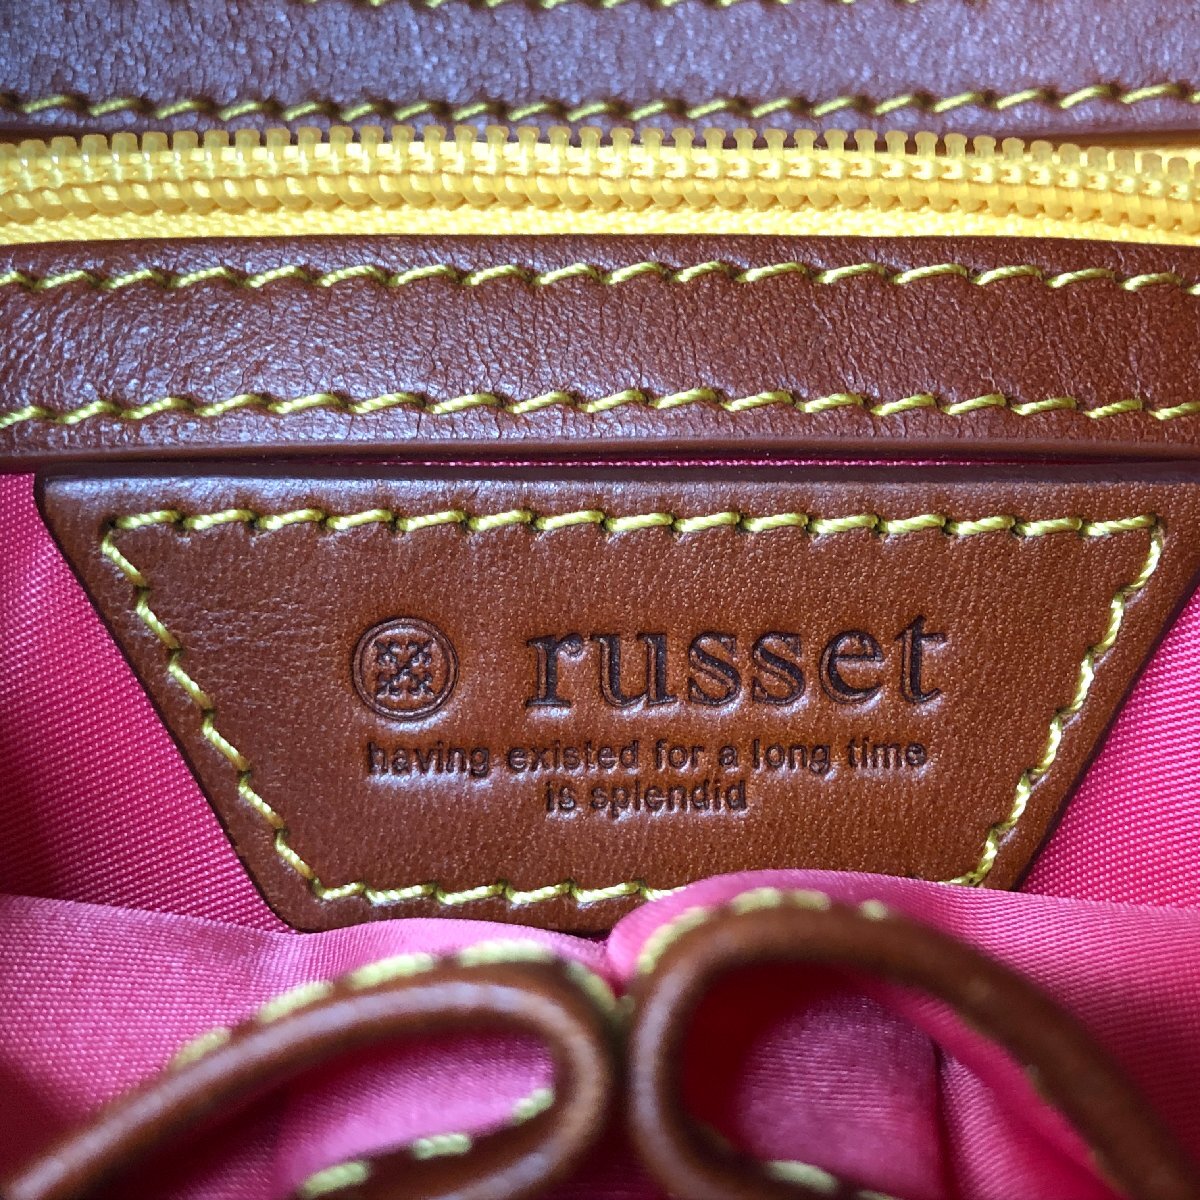 russet
having existed for a long time
is splendid